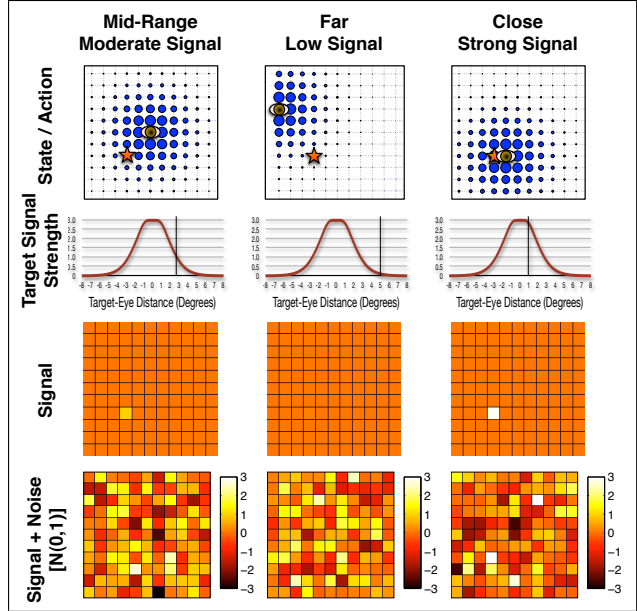 Mid-Range
Moderate Signal
Far
Low Signal
Close
Strong Signal
State / Action
Target Signal
Strength
3.0
2.5
2.0
1.5
1.0
0.5
0
-8 -7 -6 -5 -4 -3 -2 -1 0 1 2 3 4 5 6 7 8
Target-Eye Distance (Degrees)
3.0
2.5
2.0
1.5
1.0
0.5
0
-8 -7 -6 -5 -4 -3 -2 -1 0 1 2 3 4 5 6 7 8
Target-Eye Distance (Degrees)
3.0
2.5
2.0
1.5
1.0
0.5
0
-8 -7 -6 -5 -4 -3 -2 -1 0 1 2 3 4 5 6 7 8
Target-Eye Distance (Degrees)
Signal
Signal + Noise
[N(0,1)]
3
2
1
0
−1
−2
−3
3
2
1
0
−1
−2
−3
3
2
1
0
−1
−2
−3